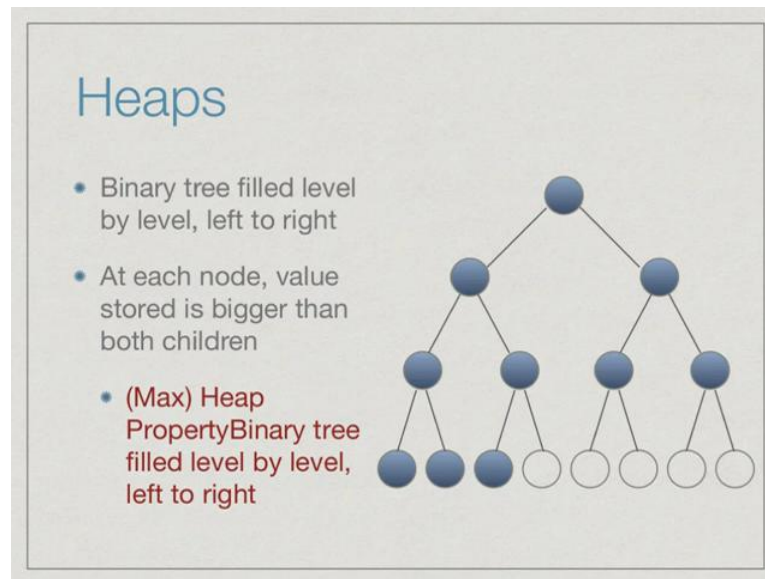 Heaps
Binary tree filled level
by level, left to right
At each node, value
stored is bigger than
both children
(Max) Heap
PropertyBinary tree
filled level by level,
left to right